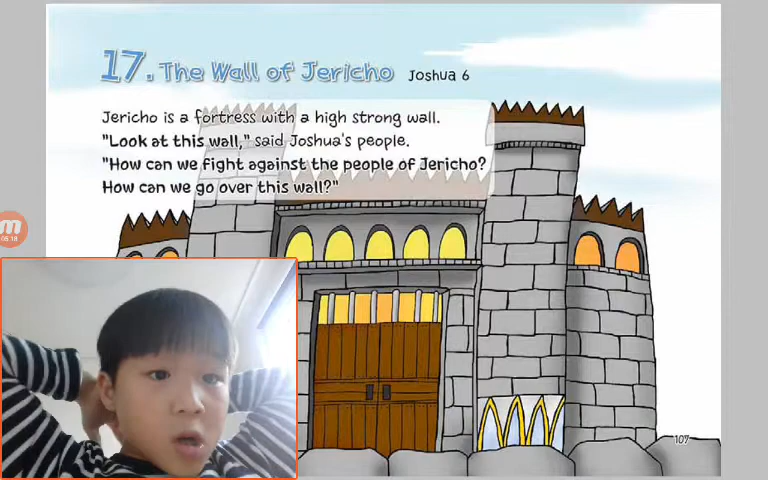 17. The Wall of Jericho Joshua 6
Jericho is a fortress with a high strong wall.
"Look at this wall," said Joshua's people.
"How can we fight against the people of Jericho?
How can we go over this wall?"
m
05:18
107